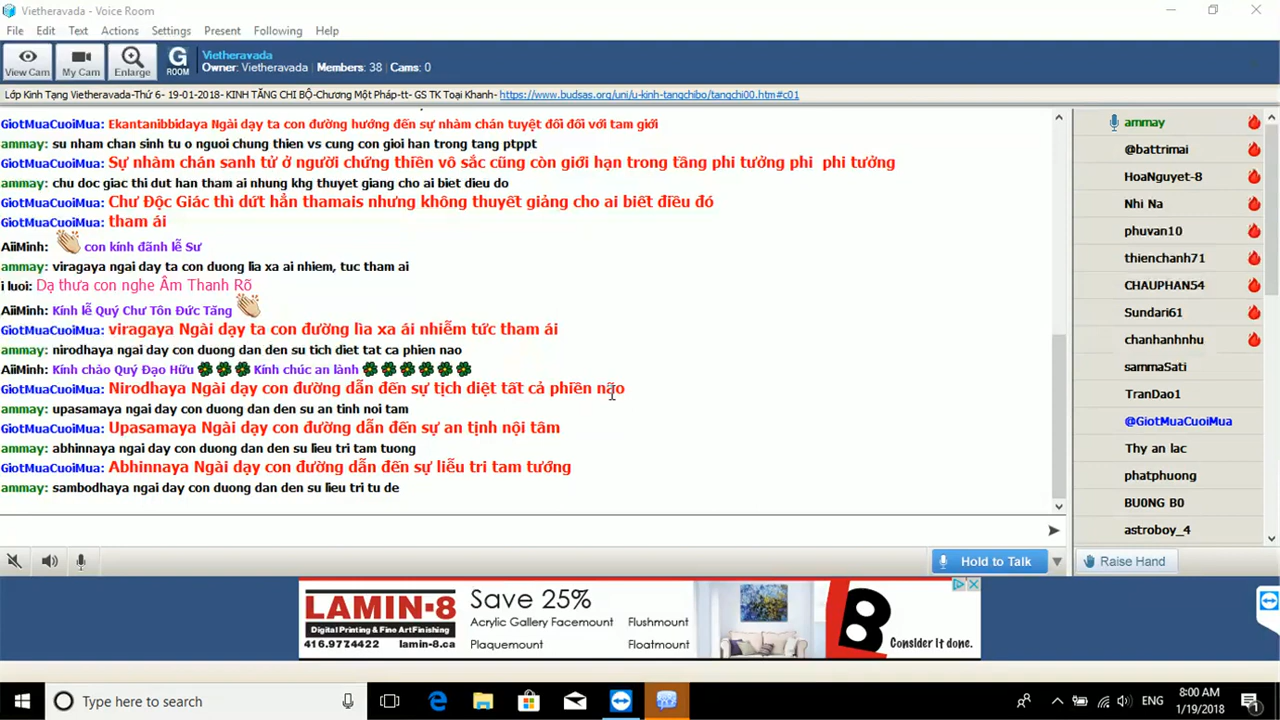 Vietheravada - Voice Room
File Edit Text Actions Settings Present Following Help
View Cam My Cam Enlarge G ROOM
Vietheravada
Owner: Vietheravada | Members: 38 | Cams: 0
Lớp Kinh Tạng Vietheravada-Thứ 6- 19-01-2018- KINH TĂNG CHI BỘ-Chương Một Pháp-tt- GS TK Toại Khanh- https://www.budsas.org/uni/u-kinh-tangchibo/tangchi00.htm#c01
GiotMuaCuoiMua: Ekantanibbidaya Ngài dạy ta con đường hướng đến sự nhàm chán tuyệt đối đối với tam giới
ammay: su nham chan sinh tu o nguoi chung thien vs cung con gioi han trong tang ptppt
GiotMuaCuoiMua: Sự nhàm chán sanh tử ở người chứng thiền vô sắc cũng còn giới hạn trong tầng phi tưởng phi phi tưởng
ammay: chu doc giac thi dut han tham ai nhung khg thuyet giang cho ai biet dieu do
GiotMuaCuoiMua: Chư Độc Giác thì dứt hẳn thamais nhưng không thuyết giảng cho ai biết điều đó
GiotMuaCuoiMua: tham ái
AiiMinh: con kính đãnh lễ Sư
ammay: viragaya ngai day ta con duong lia xa ai nhiem, tuc tham ai
i luoi: Dạ thưa con nghe Âm Thanh Rõ
AiiMinh: Kính lễ Quý Chư Tôn Đức Tăng
GiotMuaCuoiMua: viragaya Ngài dạy ta con đường lìa xa ái nhiễm tức tham ái
ammay: nirodhaya ngai day con duong dan den su tich diet tat ca phien nao
AiiMinh: Kính chào Quý Đạo Hữu Kính chúc an lành
GiotMuaCuoiMua: Nirodhaya Ngài dạy con đường dẫn đến sự tịch diệt tất cả phiền não
ammay: upasamaya ngai day con duong dan den su an tinh noi tam
GiotMuaCuoiMua: Upasamaya Ngài dạy con đường dẫn đến sự an tịnh nội tâm
ammay: abhinnaya ngai day con duong dan den su lieu tri tam tuong
GiotMuaCuoiMua: Abhinnaya Ngài dạy con đường dẫn đến sự liễu tri tam tướng
ammay: sambodhaya ngai day con duong dan den su lieu tri tu de
ammay
@battrimai
HoaNguyet-8
Nhi Na
phuvan10
thienchanh71
CHAUPHAN54
Sundari61
chanhanhnhu
sammaSati
TranDao1
@GiotMuaCuoiMua
Thy an lac
phatphuong
BU0NG B0
astroboy_4
Hold to Talk
Raise Hand
LAMIN-8
Digital Printing & Fine Art Finishing
416.977.4422 lamin-8.ca
Save 25%
Acrylic Gallery Facemount Flushmount
Plaquemount Floatmount
B Consider it done.
Type here to search
ENG
8:00 AM
1/19/2018
1